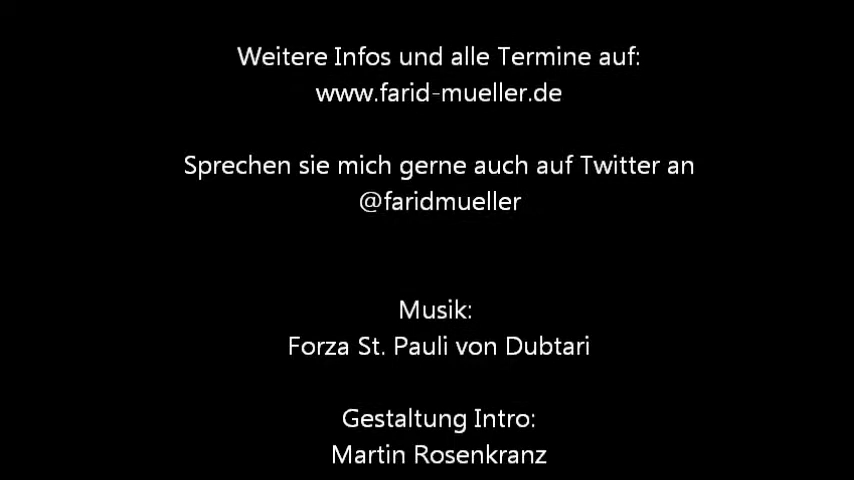 Weitere Infos und alle Termine auf:
www.farid-mueller.de
Sprechen sie mich gerne auch auf Twitter an
@faridmueller
Musik:
Forza St. Pauli von Dubtari
Gestaltung Intro:
Martin Rosenkranz